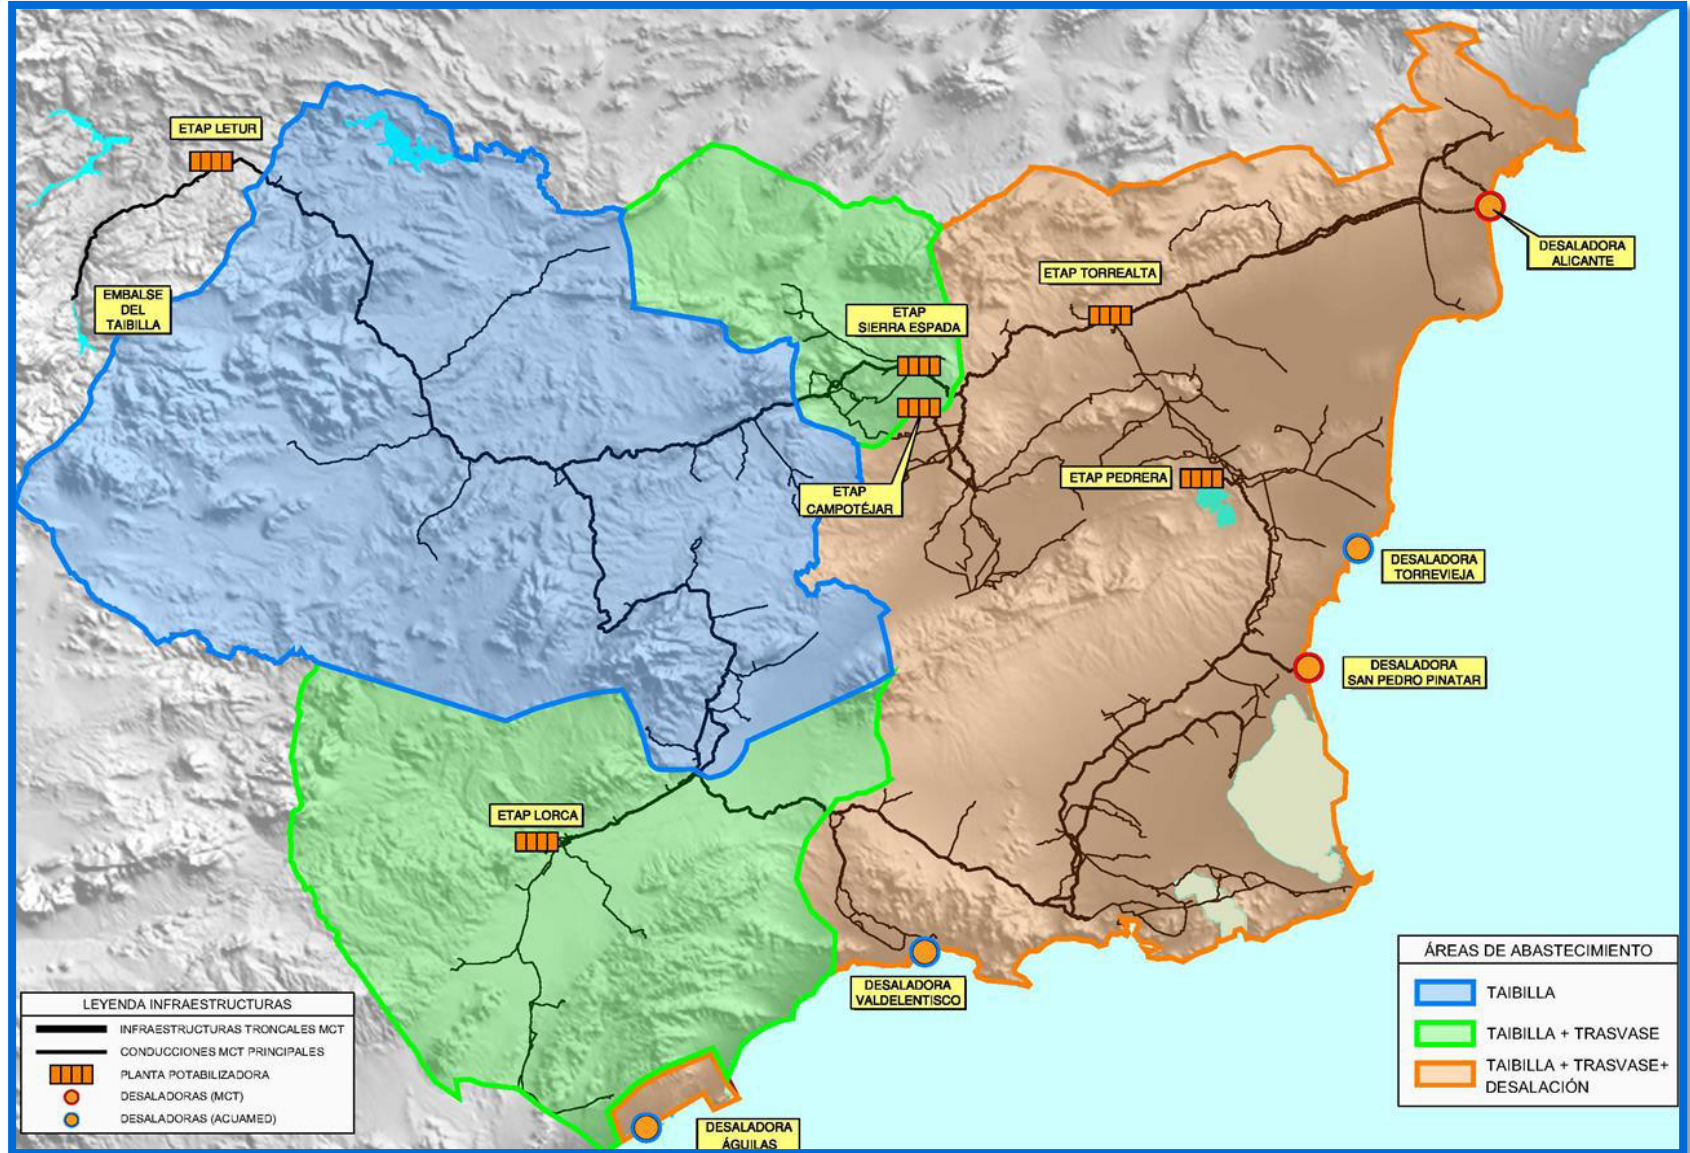 ETAP LETUR
EMBALSE
DEL
TAIBILLA
ETAP
SIERRA ESPADA
ETAP TORREALTA
DESALADORA
ALICANTE
ETAP
CAMPOTÉJAR
ETAP PEDRERA
DESALADORA
TORREVIEJA
DESALADORA
SAN PEDRO PINATAR
ETAP LORCA
DESALADORA
VALDELENTISCO
DESALADORA
ÁGUILAS
LEYENDA INFRAESTRUCTURAS
INFRAESTRUCTURAS TRONCALES MCT
CONDUCCIONES MCT PRINCIPALES
PLANTA POTABILIZADORA
DESALADORAS (MCT)
DESALADORAS (ACUAMED)
ÁREAS DE ABASTECIMIENTO
TAIBILLA
TAIBILLA + TRASVASE
TAIBILLA + TRASVASE+
DESALACIÓN